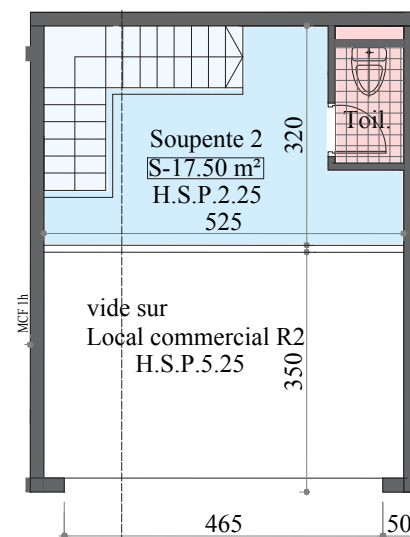 Toil.
320
Soupente 2
S-17.50 m²
H.S.P.2.25
525
MCF 1h
vide sur
Local commercial R2
H.S.P.5.25
350
465
50